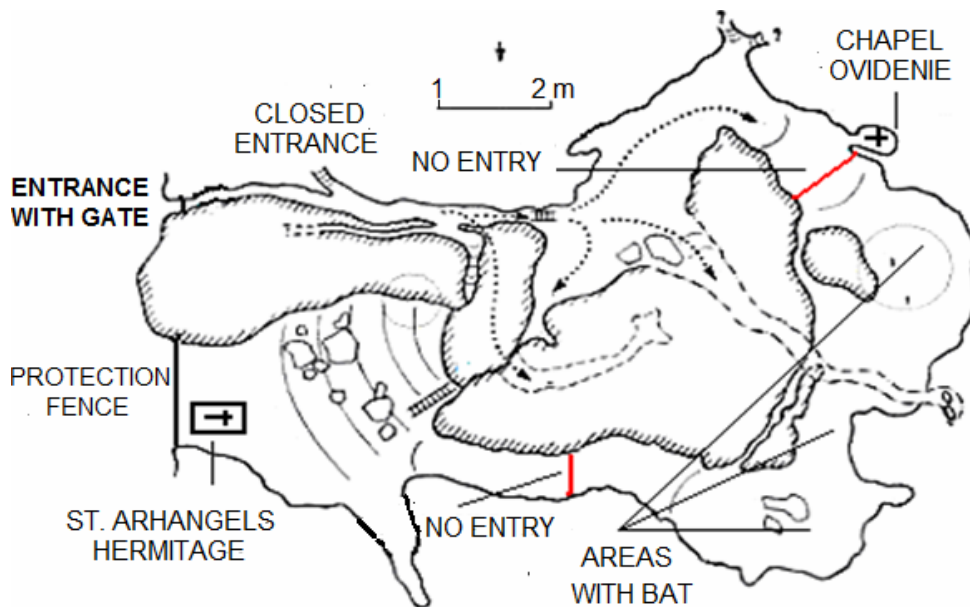 ? ?
CHAPEL
OVIDENIE
1 2 m
CLOSED
ENTRANCE
NO ENTRY
ENTRANCE
WITH GATE
PROTECTION
FENCE
ST. ARHANGELS
HERMITAGE
NO ENTRY
AREAS
WITH BAT